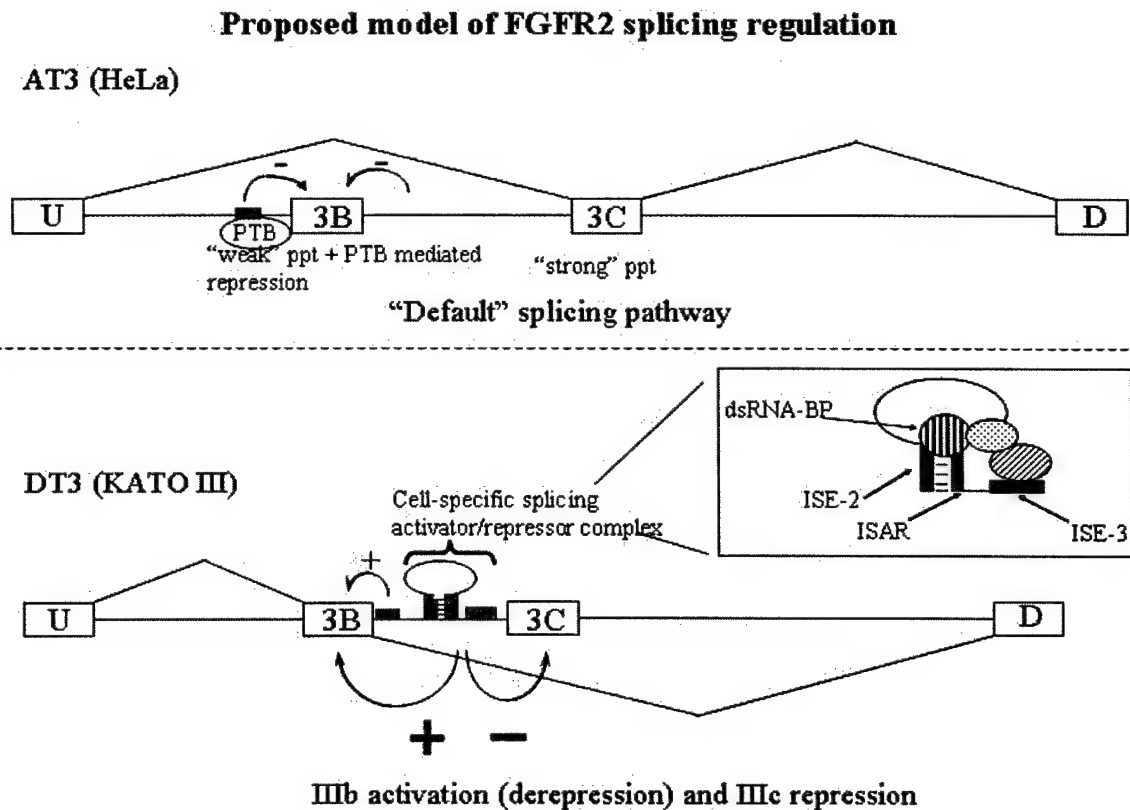 Proposed model of FGFR2 splicing regulation
AT3 (HeLa)
- -
U 3B 3C D
PTB
"weak" ppt + PTB mediated
repression
"strong" ppt
"Default" splicing pathway
dsRNA-BP
ISE-2
ISAR
ISE-3
DT3 (KATO III)
Cell-specific splicing
activator/repressor complex
+
U 3B 3C D
+ -
IIIb activation (derepression) and IIIc repression